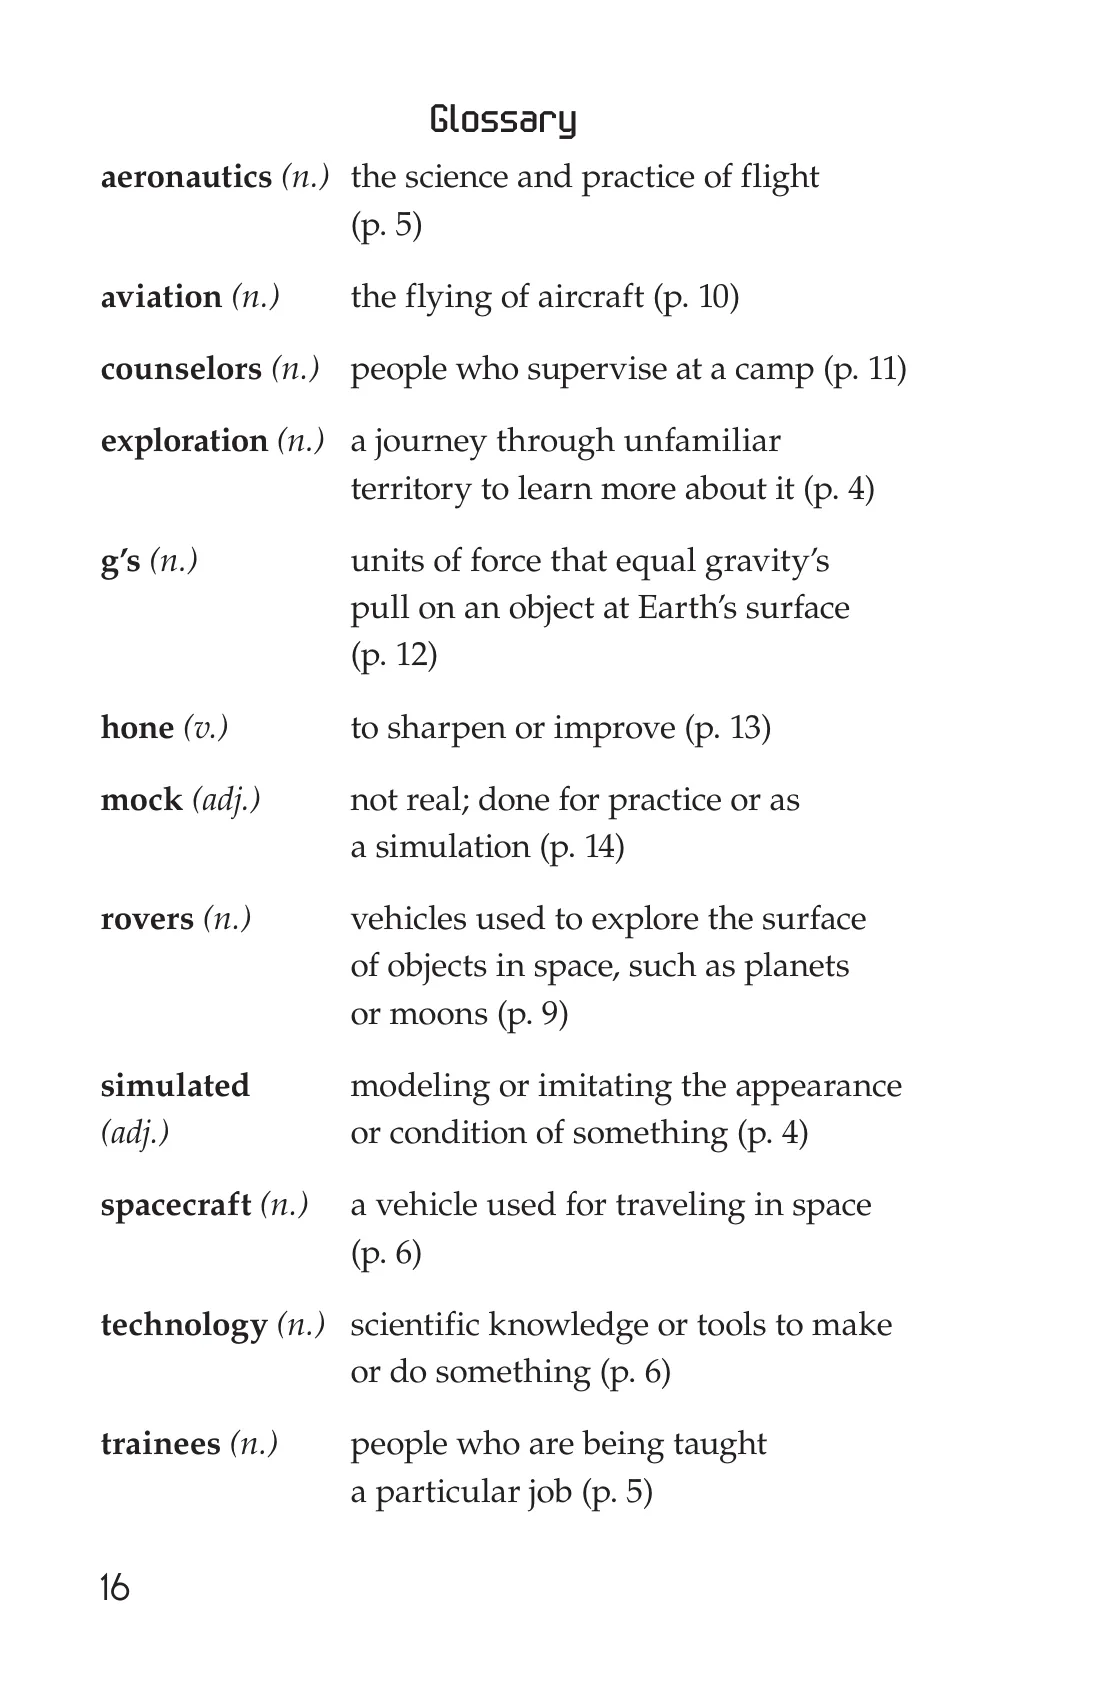 Glossary
aeronautics (n.) the science and practice of flight
(p. 5)
aviation (n.) the flying of aircraft (p. 10)
counselors (n.) people who supervise at a camp (p. 11)
exploration (n.) a journey through unfamiliar
territory to learn more about it (p. 4)
g’s (n.) units of force that equal gravity’s
pull on an object at Earth’s surface
(p. 12)
hone (v.) to sharpen or improve (p. 13)
mock (adj.) not real; done for practice or as
a simulation (p. 14)
rovers (n.) vehicles used to explore the surface
of objects in space, such as planets
or moons (p. 9)
simulated modeling or imitating the appearance
(adj.) or condition of something (p. 4)
spacecraft (n.) a vehicle used for traveling in space
(p. 6)
technology (n.) scientific knowledge or tools to make
or do something (p. 6)
trainees (n.) people who are being taught
a particular job (p. 5)
16